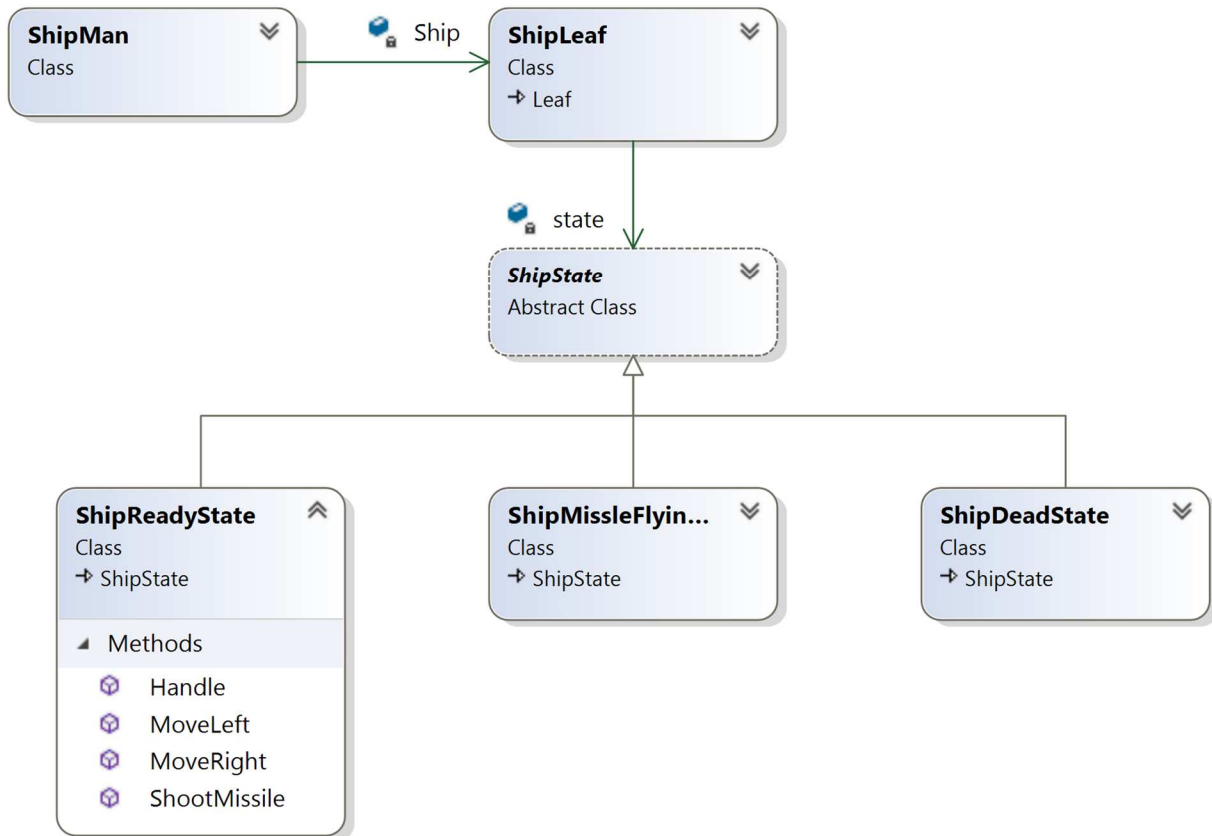 ShipMan
Class
Ship
ShipLeaf
Class
Leaf
state
ShipState
Abstract Class
ShipReadyState
Class
ShipState
Methods
Handle
MoveLeft
MoveRight
ShootMissile
ShipMissleFlyin...
Class
ShipState
ShipDeadState
Class
ShipState